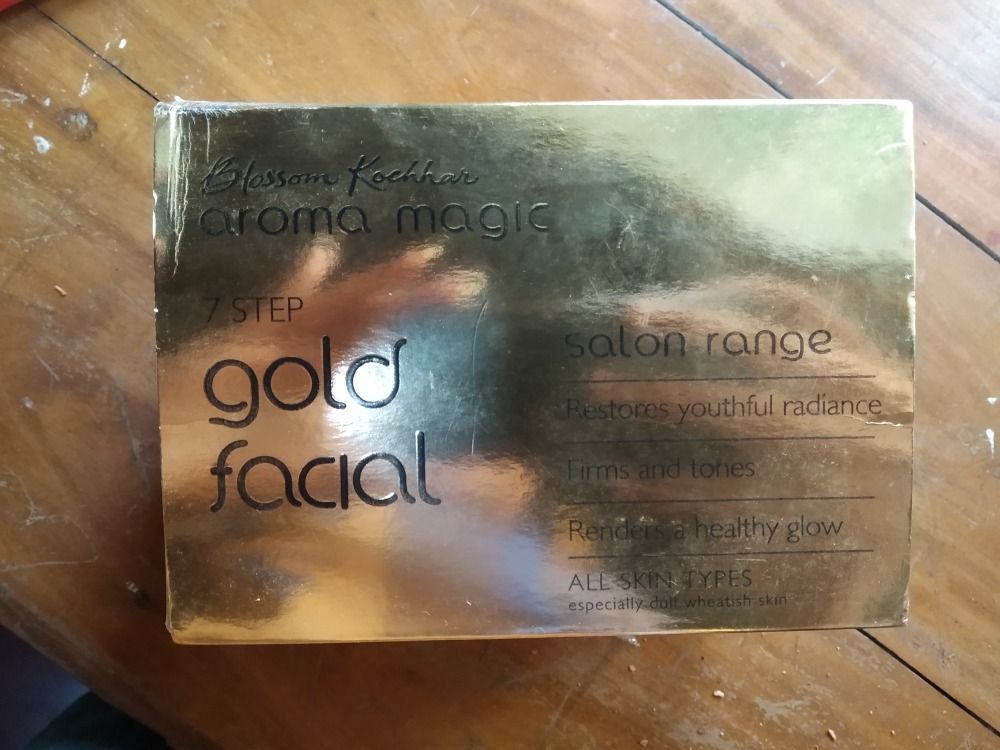 Blossom Kochhar
aroma magic
7 STEP
gold
facial
salon range
Restores youthful radiance
Firms and tones
Renders a healthy glow
ALL SKIN TYPES
especially dull wheatish skin